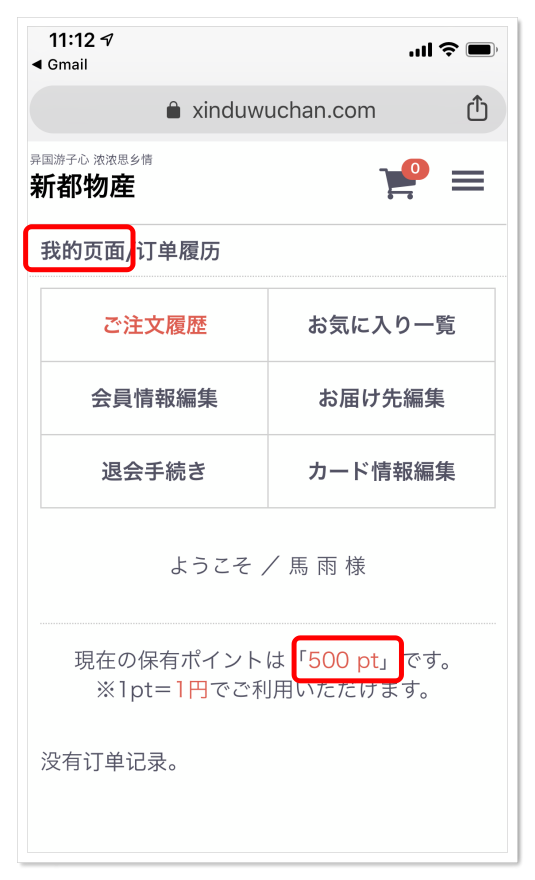 11:12
◀ Gmail
xinduwuchan.com
异国游子心 浓浓思乡情
新都物産
0
我的页面/订单履历
ご注文履歴
お気に入り一覧
会員情報編集
お届け先編集
退会手続き
カード情報編集
ようこそ ／ 馬 雨 様
現在の保有ポイントは「500 pt」です。
※1pt＝1円でご利用いただけます。
没有订单记录。